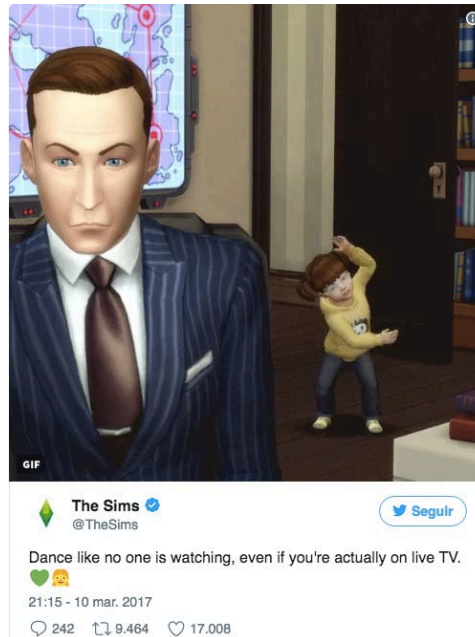 GIF
The Sims
@TheSims
Seguir
Dance like no one is watching, even if you're actually on live TV.
💚👧
21:15 - 10 mar. 2017
242 9.464 17.008